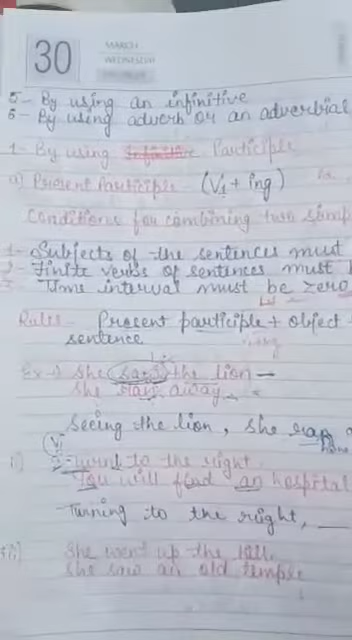 30
MARCH
WEDNESDAY
5- By using an infinitive
6- By using adverb or an adverbial
1- By using Participle
a) Present Participle (V1 + ing)
Conditions for combining two simp
1- Subjects of the sentences must
2- Finite verbs of sentences must
3- Time interval must be zero
Rules- Present participle + object
sentence
Ex-i) She saw the lion
She away
Seeing the lion, she ran
ii) turn to the right
You will find an hospital
Turning to the right,
She went up the hill
She saw an old temple